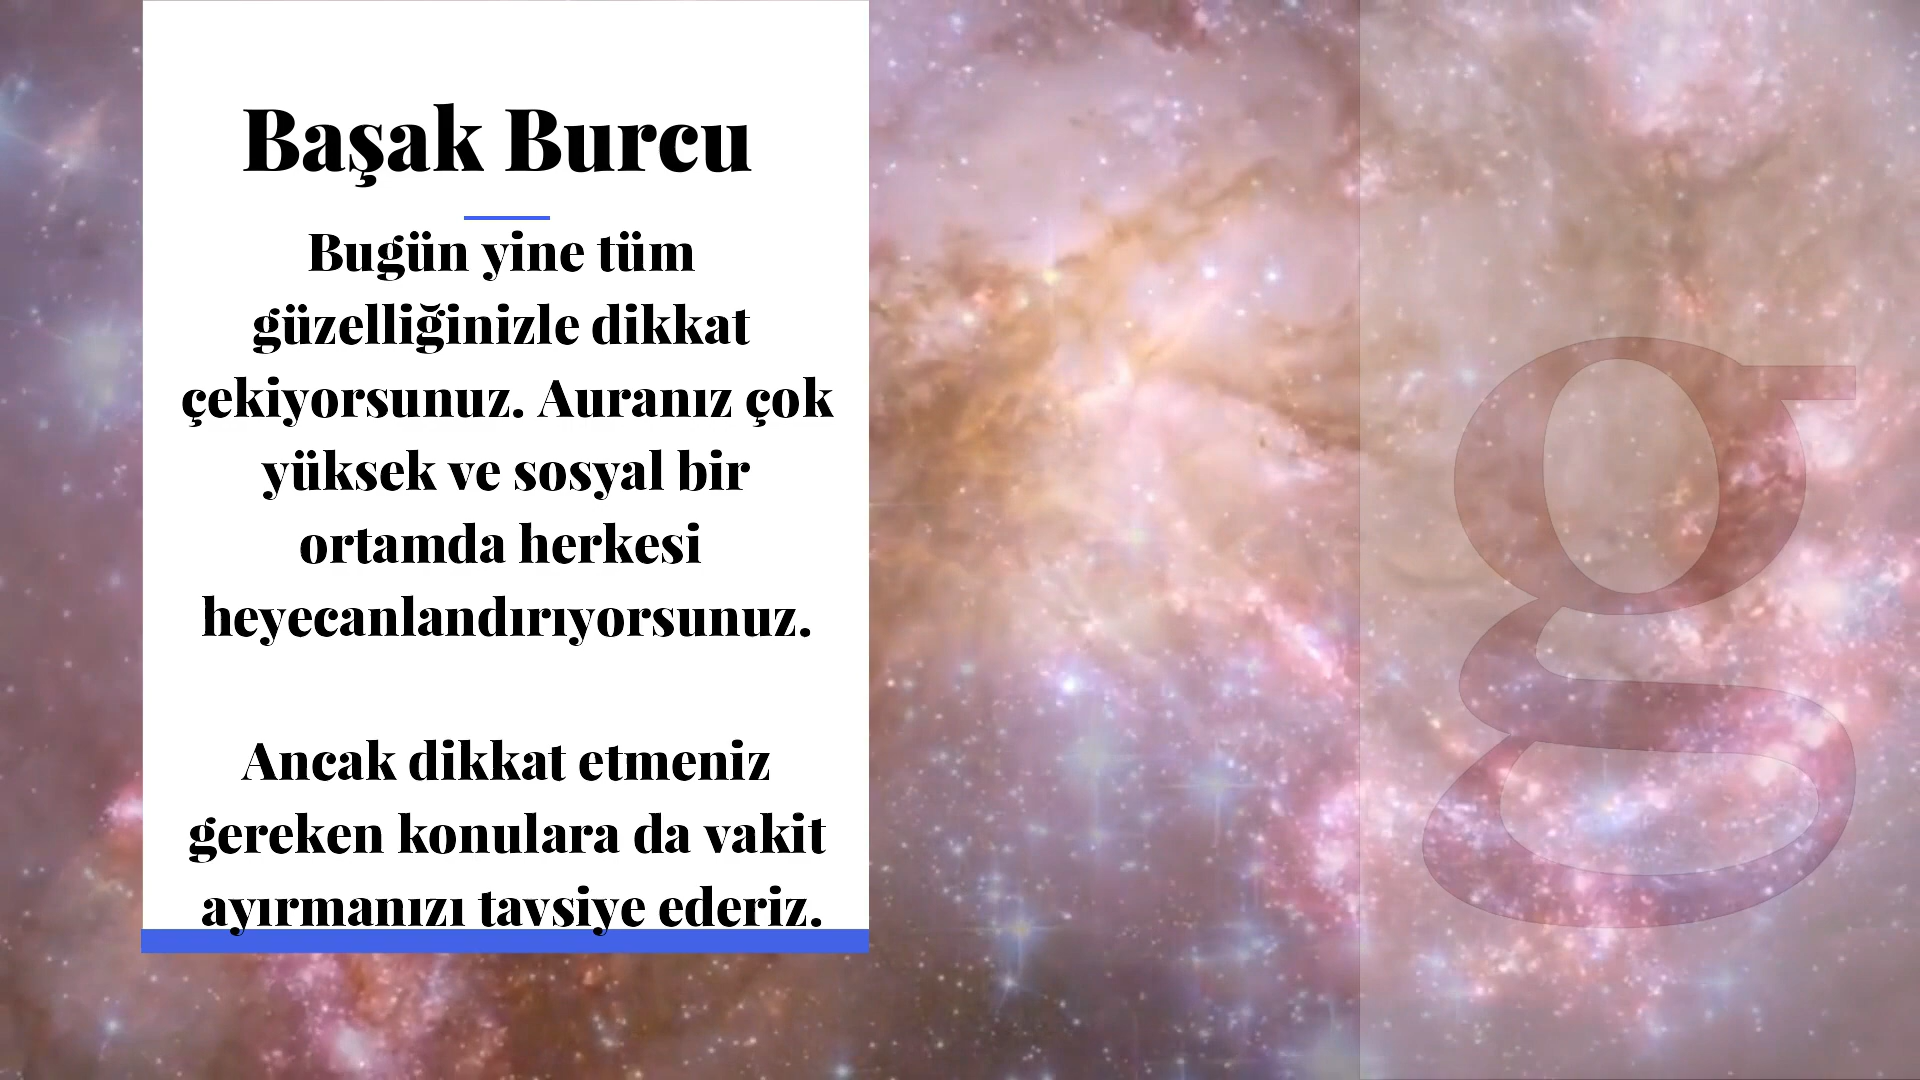 Başak Burcu
Bugün yine tüm
güzelliğinizle dikkat
çekiyorsunuz. Auranız çok
yüksek ve sosyal bir
ortamda herkesi
heyecanlandırıyorsunuz.
Ancak dikkat etmeniz
gereken konulara da vakit
ayırmanızı tavsiye ederiz.
g